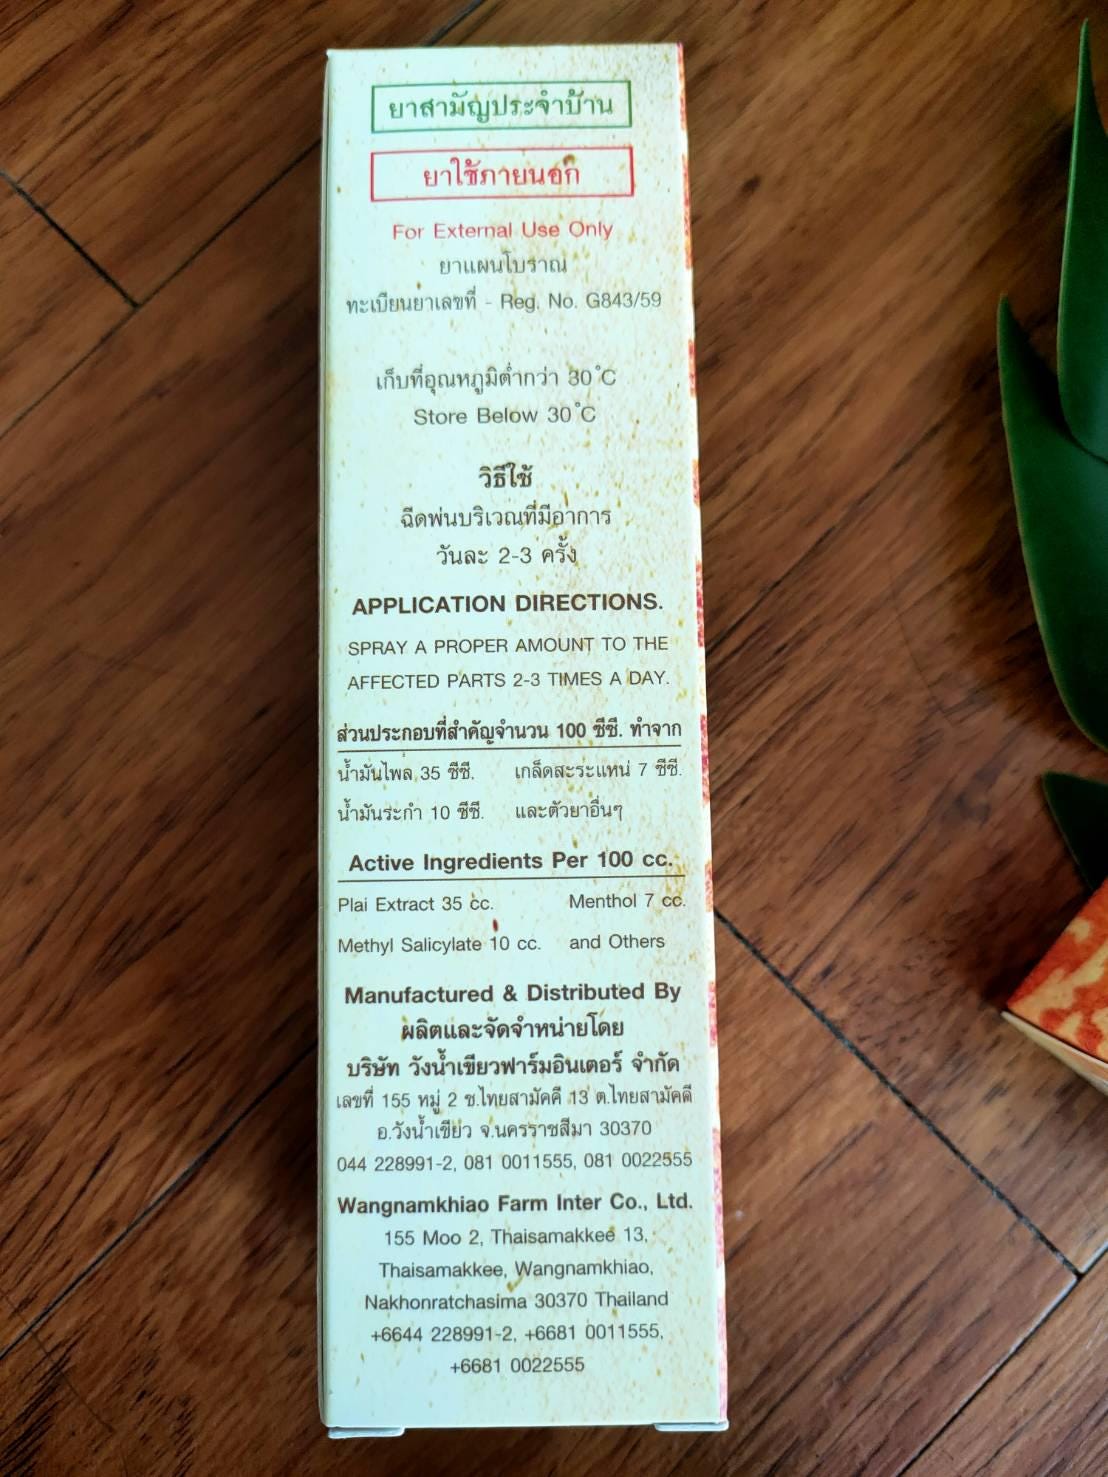 ยาสามัญประจำบ้าน
ยาใช้ภายนอก
For External Use Only
ยาแผนโบราณ
ทะเบียนยาเลขที่ - Reg. No. G843/59
เก็บที่อุณหภูมิต่ำกว่า 30°C
Store Below 30°C
วิธีใช้
ฉีดพ่นบริเวณที่มีอาการ
วันละ 2-3 ครั้ง
APPLICATION DIRECTIONS.
SPRAY A PROPER AMOUNT TO THE
AFFECTED PARTS 2-3 TIMES A DAY.
ส่วนประกอบที่สำคัญจำนวน 100 ซีซี. ทำจาก
น้ำมันไพล 35 ซีซี. เกล็ดสะระแหน่ 7 ซีซี.
น้ำมันระกำ 10 ซีซี. และตัวยาอื่นๆ
Active Ingredients Per 100 cc.
Plai Extract 35 cc. Menthol 7 cc.
Methyl Salicylate 10 cc. and Others
Manufactured & Distributed By
ผลิตและจัดจำหน่ายโดย
บริษัท วังน้ำเขียวฟาร์มอินเตอร์ จำกัด
เลขที่ 155 หมู่ 2 ซ.ไทยสามัคคี 13 ต.ไทยสามัคคี
อ.วังน้ำเขียว จ.นครราชสีมา 30370
044 228991-2, 081 0011555, 081 0022555
Wangnamkhiao Farm Inter Co., Ltd.
155 Moo 2, Thaisamakkee 13,
Thaisamakkee, Wangnamkhiao,
Nakhonratchasima 30370 Thailand
+6644 228991-2, +6681 0011555,
+6681 0022555